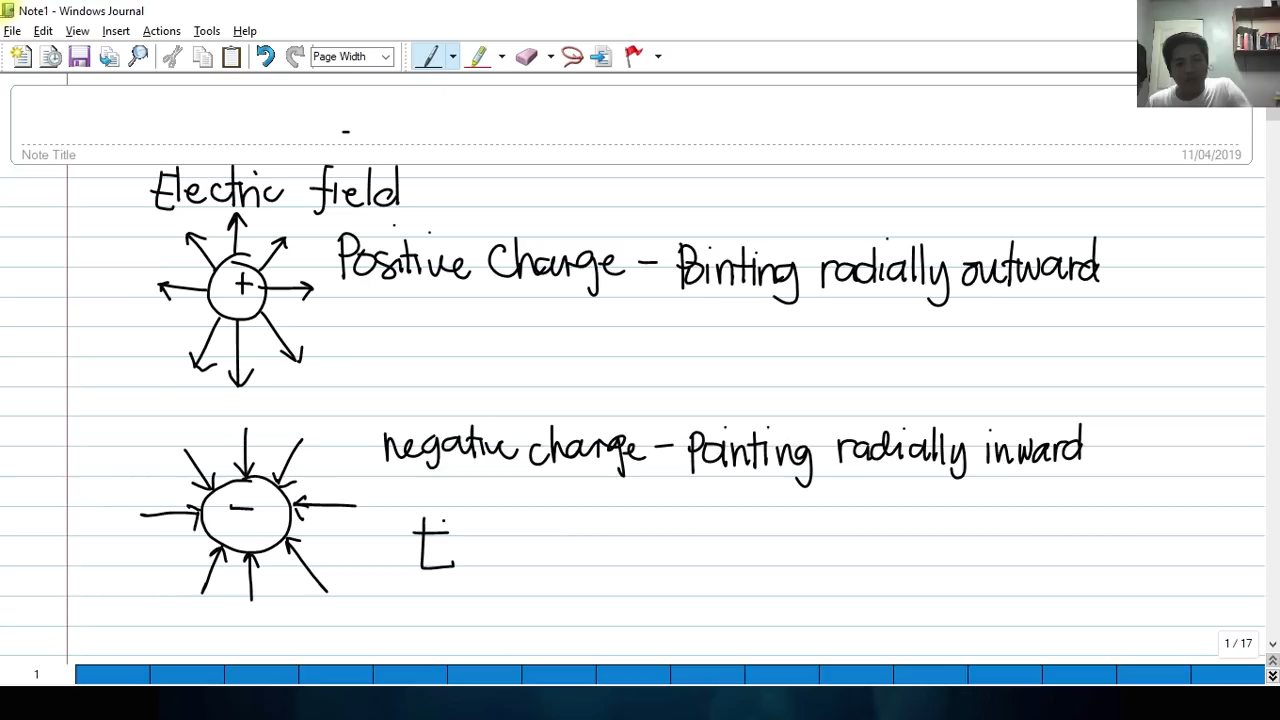 Note1 - Windows Journal
File Edit View Insert Actions Tools Help
Page Width
Note Title
11/04/2019
Electric field
+
Positive Charge - Pointing radially outward
negative charge - Pointing radially inward
-
1 / 17
1